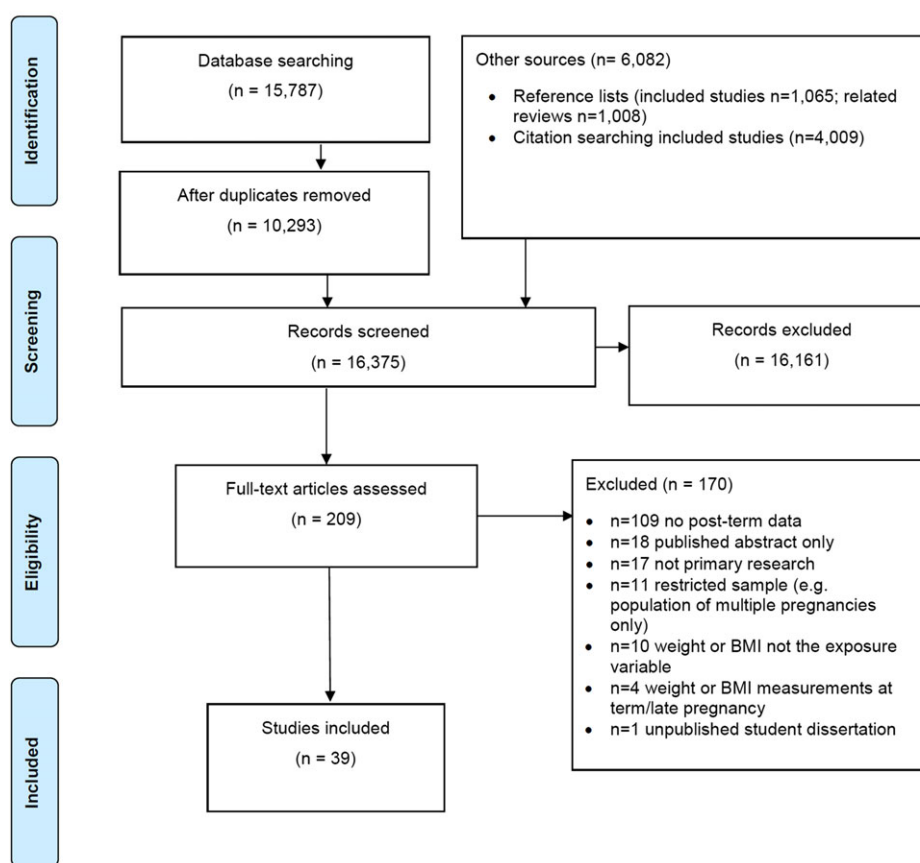 Identification
Database searching
(n = 15,787)
Other sources (n= 6,082)
• Reference lists (included studies n=1,065; related
reviews n=1,008)
• Citation searching included studies (n=4,009)
After duplicates removed
(n = 10,293)
Screening
Records screened
(n = 16,375)
Records excluded
(n = 16,161)
Eligibility
Full-text articles assessed
(n = 209)
Excluded (n = 170)
• n=109 no post-term data
• n=18 published abstract only
• n=17 not primary research
• n=11 restricted sample (e.g.
population of multiple pregnancies
only)
• n=10 weight or BMI not the exposure
variable
• n=4 weight or BMI measurements at
term/late pregnancy
• n=1 unpublished student dissertation
Included
Studies included
(n = 39)